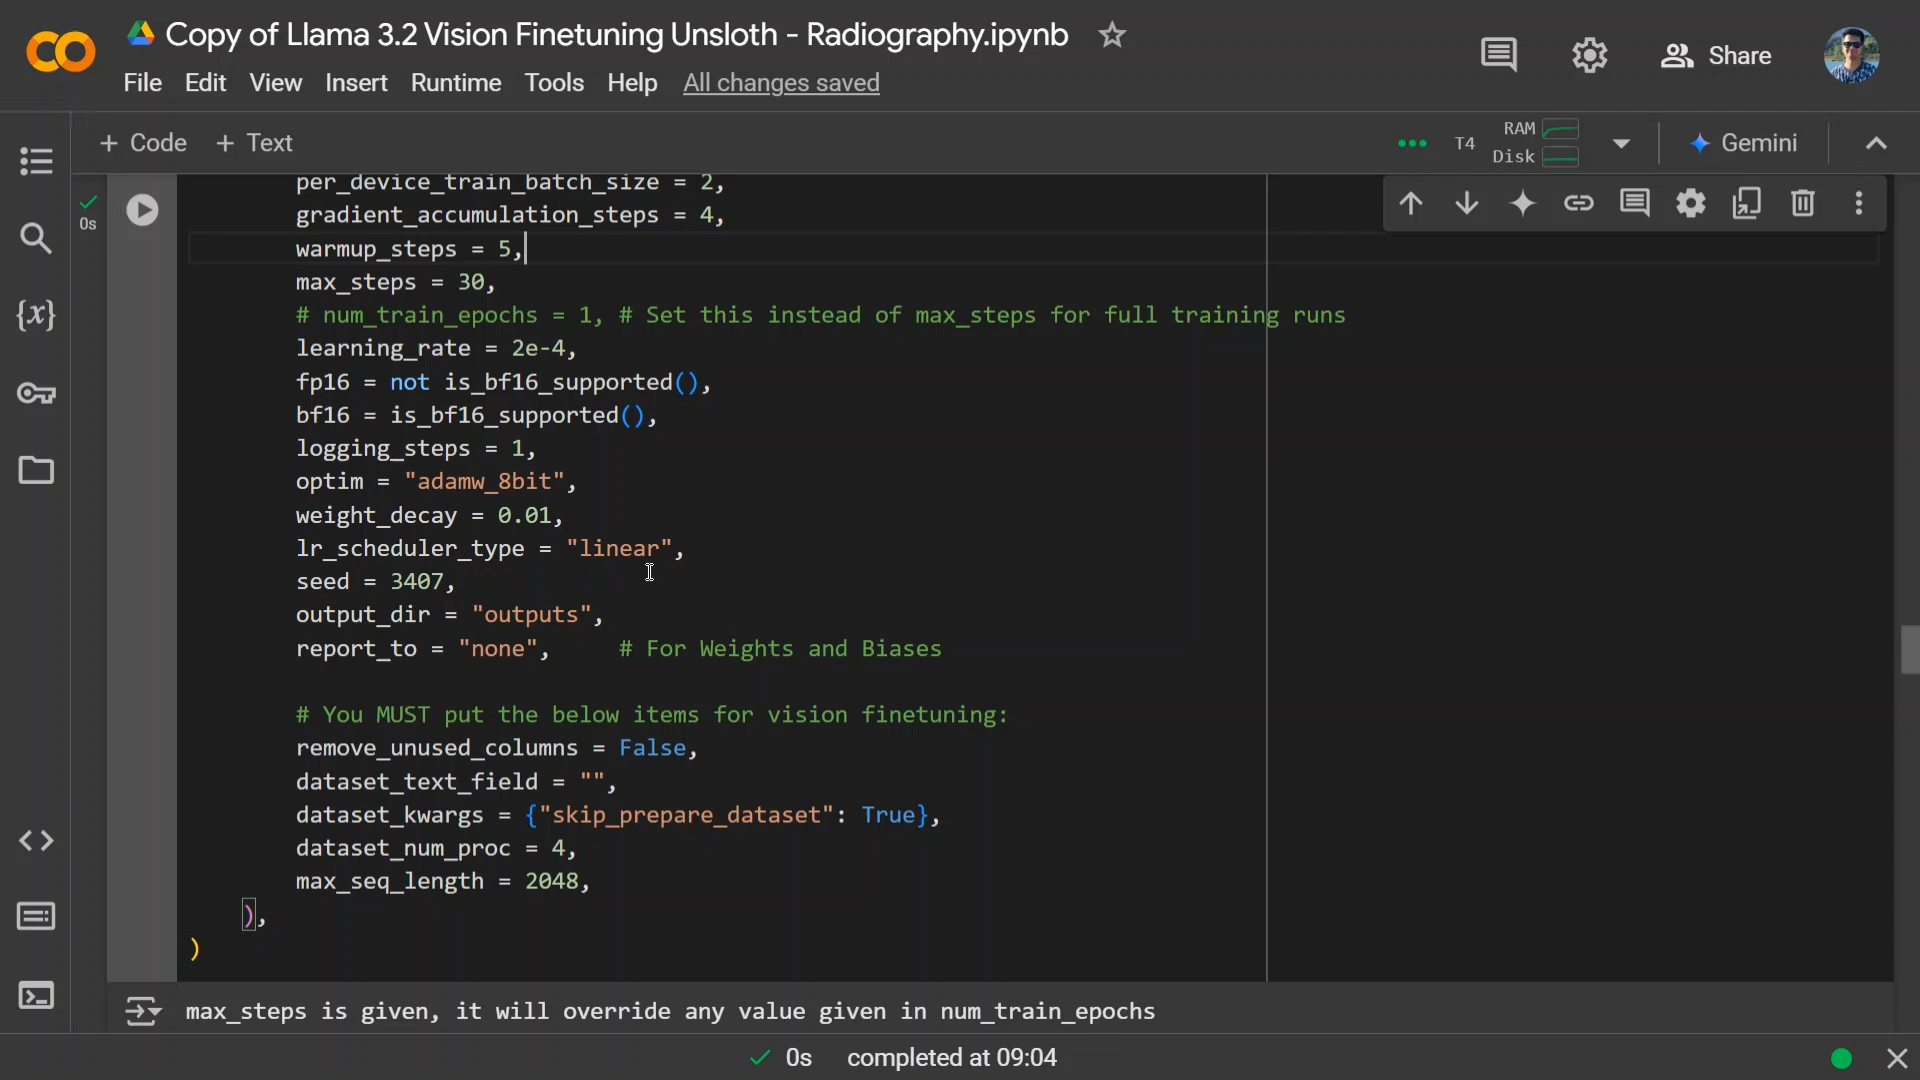 Copy of Llama 3.2 Vision Finetuning Unsloth - Radiography.ipynb
File Edit View Insert Runtime Tools Help All changes saved
Share
+ Code + Text
T4
RAM
Disk
Gemini
0s
per_device_train_batch_size = 2,
gradient_accumulation_steps = 4,
warmup_steps = 5,
max_steps = 30,
# num_train_epochs = 1, # Set this instead of max_steps for full training runs
learning_rate = 2e-4,
fp16 = not is_bf16_supported(),
bf16 = is_bf16_supported(),
logging_steps = 1,
optim = "adamw_8bit",
weight_decay = 0.01,
lr_scheduler_type = "linear",
seed = 3407,
output_dir = "outputs",
report_to = "none",     # For Weights and Biases
# You MUST put the below items for vision finetuning:
remove_unused_columns = False,
dataset_text_field = "",
dataset_kwargs = {"skip_prepare_dataset": True},
dataset_num_proc = 4,
max_seq_length = 2048,
),
)
max_steps is given, it will override any value given in num_train_epochs
0s completed at 09:04